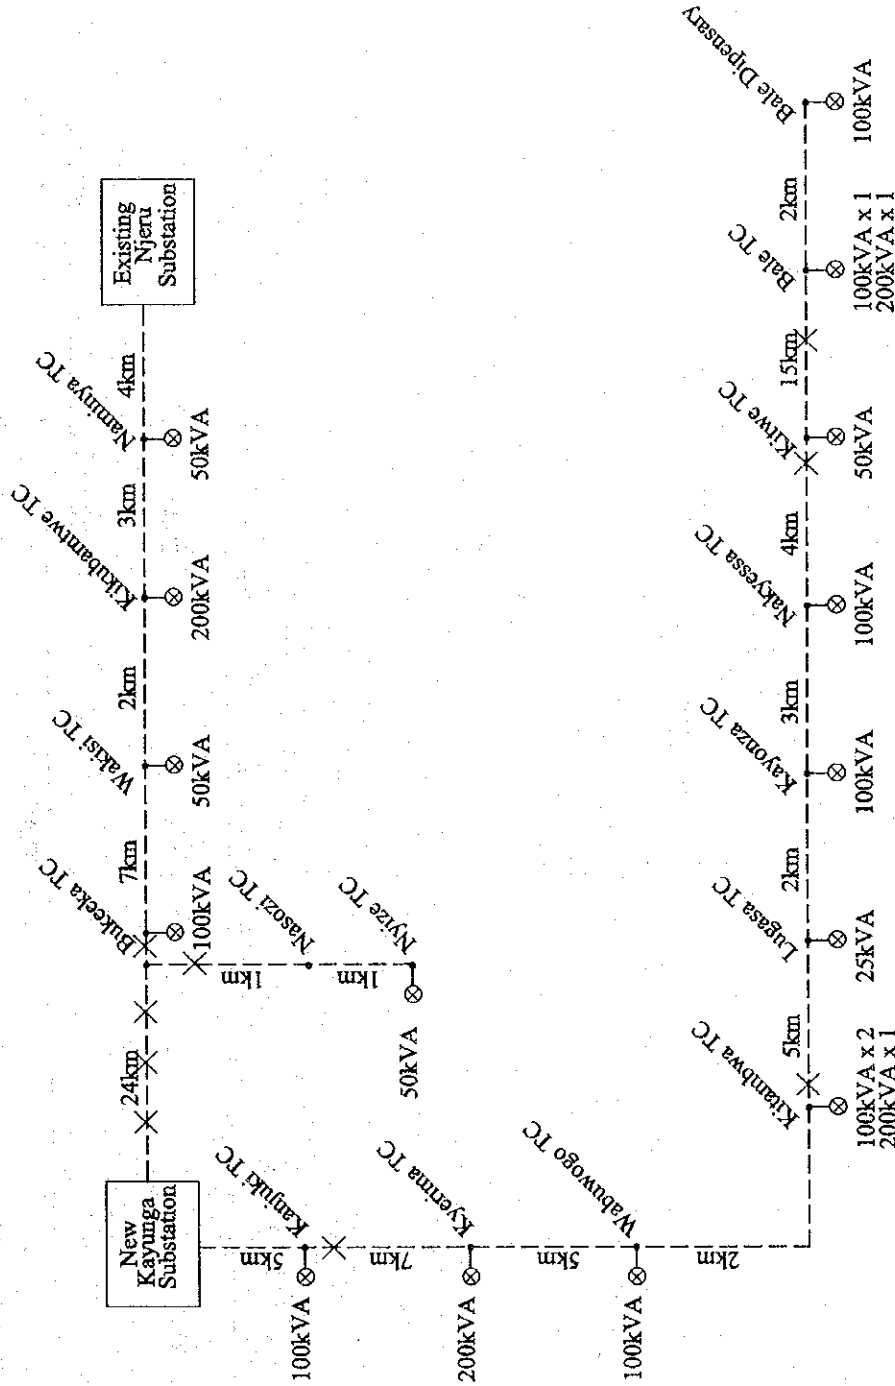 New
Kayunga
Substation
24km
Bukeeka TC
100kVA
7km
Wakisi TC
50kVA
2km
Kikubamtwe TC
200kVA
3km
Naminya TC
50kVA
4km
Existing
Njeru
Substation
1km
Nasozi TC
1km
Nyize TC
50kVA
5km
Kanjuki TC
100kVA
7km
Kyerima TC
200kVA
5km
Wabuwogo TC
100kVA
2km
Kitambwa TC
100kVA x 2
200kVA x 1
5km
Lugasa TC
25kVA
2km
Kayonza TC
100kVA
3km
Nakyessa TC
100kVA
4km
Kitwe TC
50kVA
15km
Bale TC
100kVA x 1
200kVA x 1
2km
Bale Dipensary
100kVA